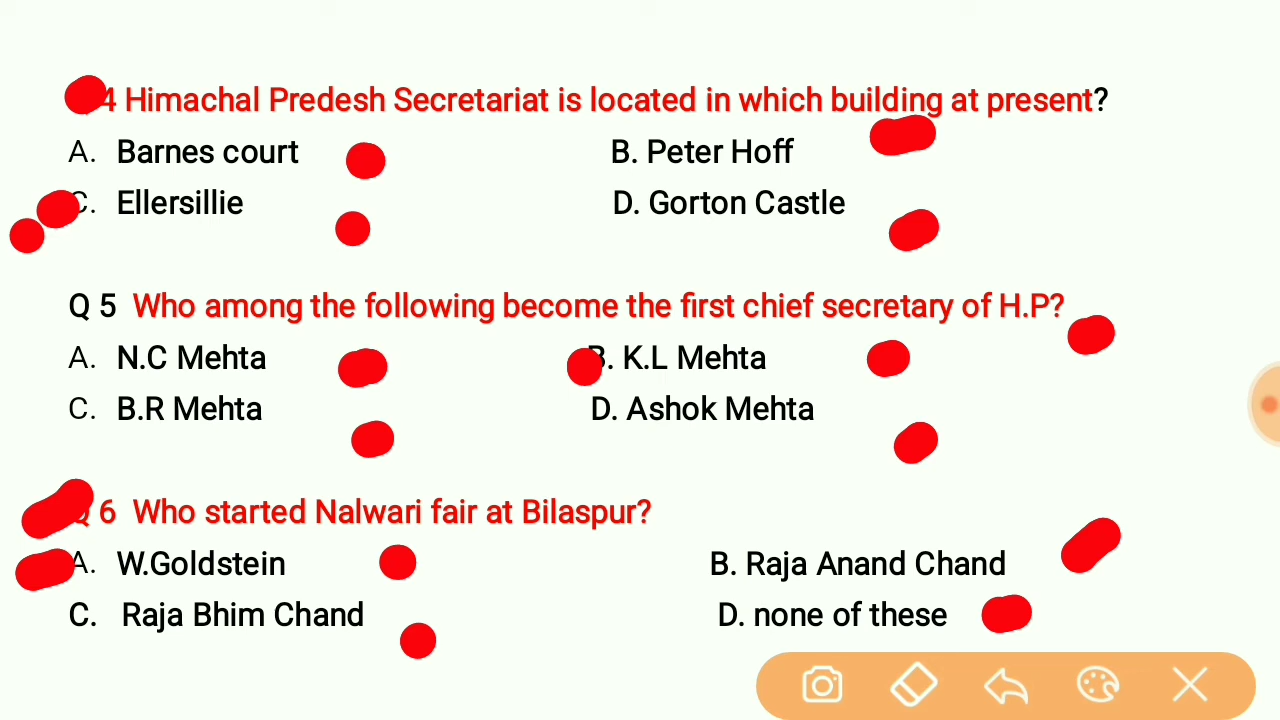 4 Himachal Predesh Secretariat is located in which building at present?
A. Barnes court B. Peter Hoff
C. Ellersillie D. Gorton Castle
Q 5 Who among the following become the first chief secretary of H.P?
A. N.C Mehta B. K.L Mehta
C. B.R Mehta D. Ashok Mehta
Q 6 Who started Nalwari fair at Bilaspur?
A. W.Goldstein B. Raja Anand Chand
C. Raja Bhim Chand D. none of these